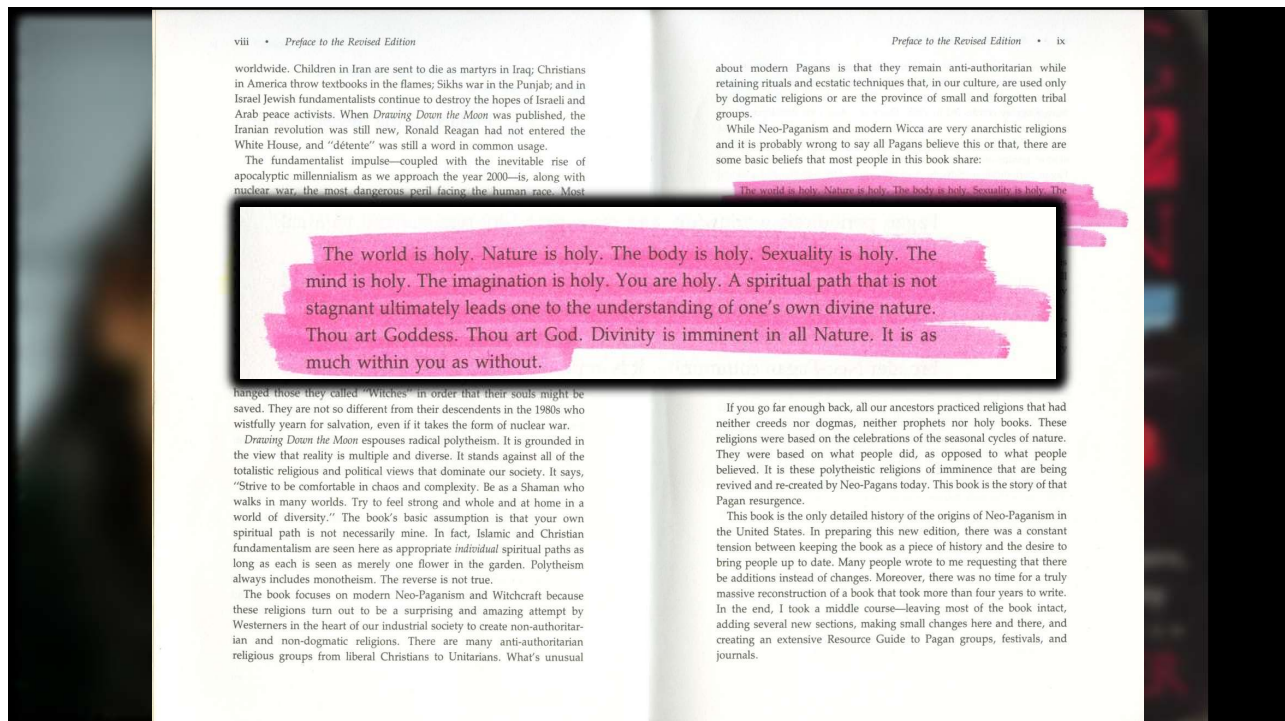 viii • Preface to the Revised Edition
worldwide. Children in Iran are sent to die as martyrs in Iraq; Christians
in America throw textbooks in the flames; Sikhs war in the Punjab; and in
Israel Jewish fundamentalists continue to destroy the hopes of Israeli and
Arab peace activists. When Drawing Down the Moon was published, the
Iranian revolution was still new, Ronald Reagan had not entered the
White House, and “détente” was still a word in common usage.
The fundamentalist impulse—coupled with the inevitable rise of
apocalyptic millennialism as we approach the year 2000—is, along with
nuclear war, the most dangerous peril facing the human race. Most
hanged those they called “Witches” in order that their souls might be
saved. They are not so different from their descendents in the 1980s who
wistfully yearn for salvation, even if it takes the form of nuclear war.
Drawing Down the Moon espouses radical polytheism. It is grounded in
the view that reality is multiple and diverse. It stands against all of the
totalistic religious and political views that dominate our society. It says,
“Strive to be comfortable in chaos and complexity. Be as a Shaman who
walks in many worlds. Try to feel strong and whole and at home in a
world of diversity.” The book’s basic assumption is that your own
spiritual path is not necessarily mine. In fact, Islamic and Christian
fundamentalism are seen here as appropriate individual spiritual paths as
long as each is seen as merely one flower in the garden. Polytheism
always includes monotheism. The reverse is not true.
The book focuses on modern Neo-Paganism and Witchcraft because
these religions turn out to be a surprising and amazing attempt by
Westerners in the heart of our industrial society to create non-authoritar-
ian and non-dogmatic religions. There are many anti-authoritarian
religious groups from liberal Christians to Unitarians. What’s unusual
Preface to the Revised Edition • ix
about modern Pagans is that they remain anti-authoritarian while
retaining rituals and ecstatic techniques that, in our culture, are used only
by dogmatic religions or are the province of small and forgotten tribal
groups.
While Neo-Paganism and modern Wicca are very anarchistic religions
and it is probably wrong to say all Pagans believe this or that, there are
some basic beliefs that most people in this book share:
The world is holy. Nature is holy. The body is holy. Sexuality is holy. The
The world is holy. Nature is holy. The body is holy. Sexuality is holy. The
mind is holy. The imagination is holy. You are holy. A spiritual path that is not
stagnant ultimately leads one to the understanding of one’s own divine nature.
Thou art Goddess. Thou art God. Divinity is imminent in all Nature. It is as
much within you as without.
If you go far enough back, all our ancestors practiced religions that had
neither creeds nor dogmas, neither prophets nor holy books. These
religions were based on the celebrations of the seasonal cycles of nature.
They were based on what people did, as opposed to what people
believed. It is these polytheistic religions of imminence that are being
revived and re-created by Neo-Pagans today. This book is the story of that
Pagan resurgence.
This book is the only detailed history of the origins of Neo-Paganism in
the United States. In preparing this new edition, there was a constant
tension between keeping the book as a piece of history and the desire to
bring people up to date. Many people wrote to me requesting that there
be additions instead of changes. Moreover, there was no time for a truly
massive reconstruction of a book that took more than four years to write.
In the end, I took a middle course—leaving most of the book intact,
adding several new sections, making small changes here and there, and
creating an extensive Resource Guide to Pagan groups, festivals, and
journals.